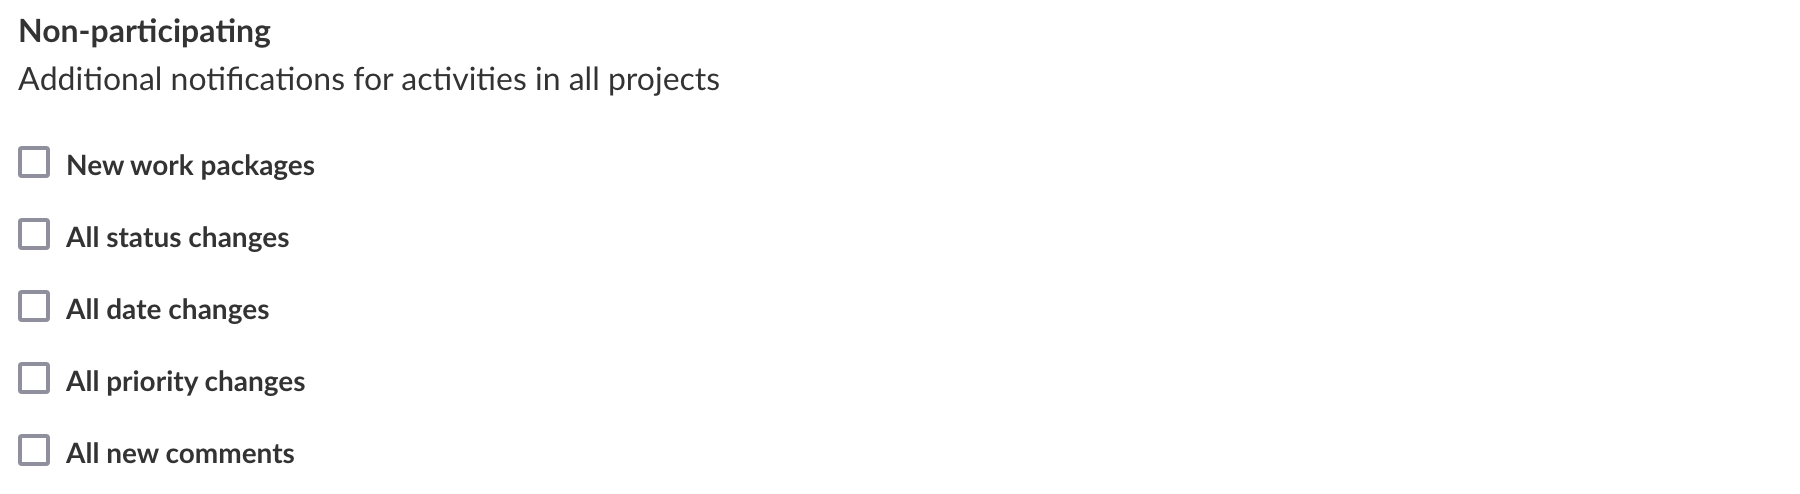 Non-participating
Additional notifications for activities in all projects
New work packages
All status changes
All date changes
All priority changes
All new comments